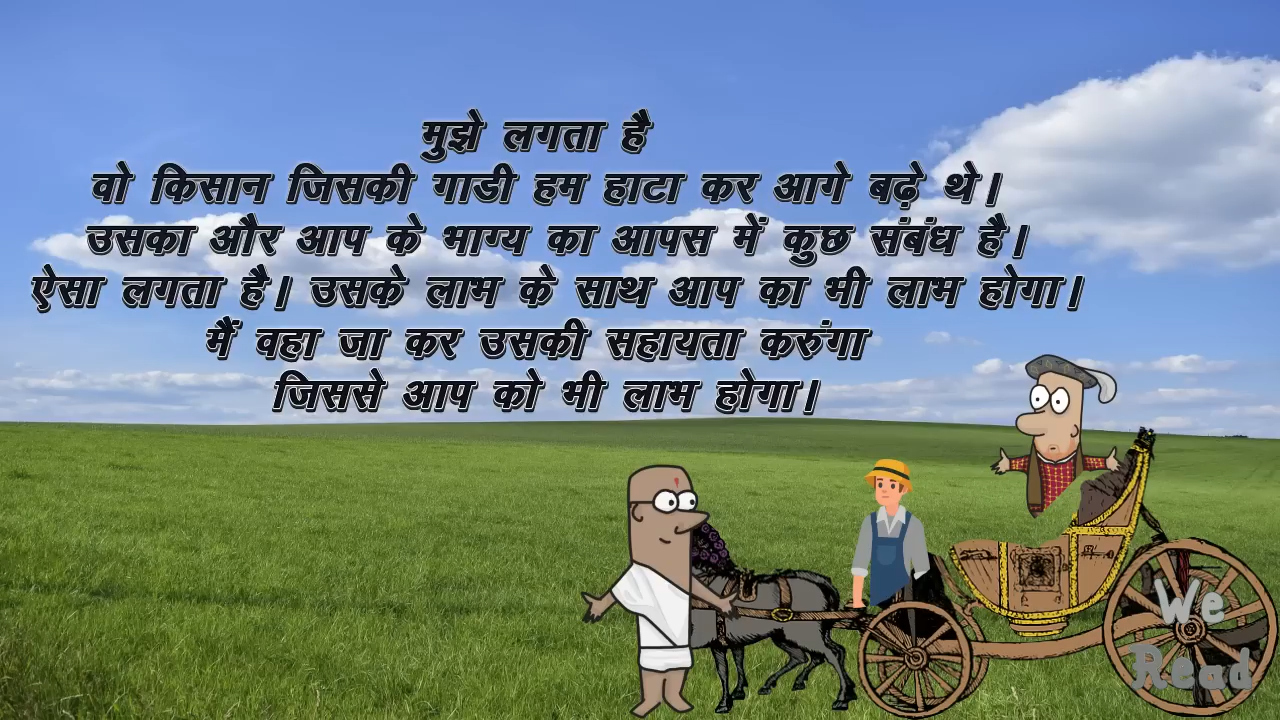 मुझे लगता है
वो किसान जिसकी गाडी हम हाटा कर आगे बढ़े थे।
उसका और आप के भाग्य का आपस में कुछ संबंध है।
ऐसा लगता है। उसके लाभ के साथ आप का भी लाभ होगा।
मैं वहा जा कर उसकी सहायता करुंगा
जिससे आप को भी लाभ होगा।
We
Read